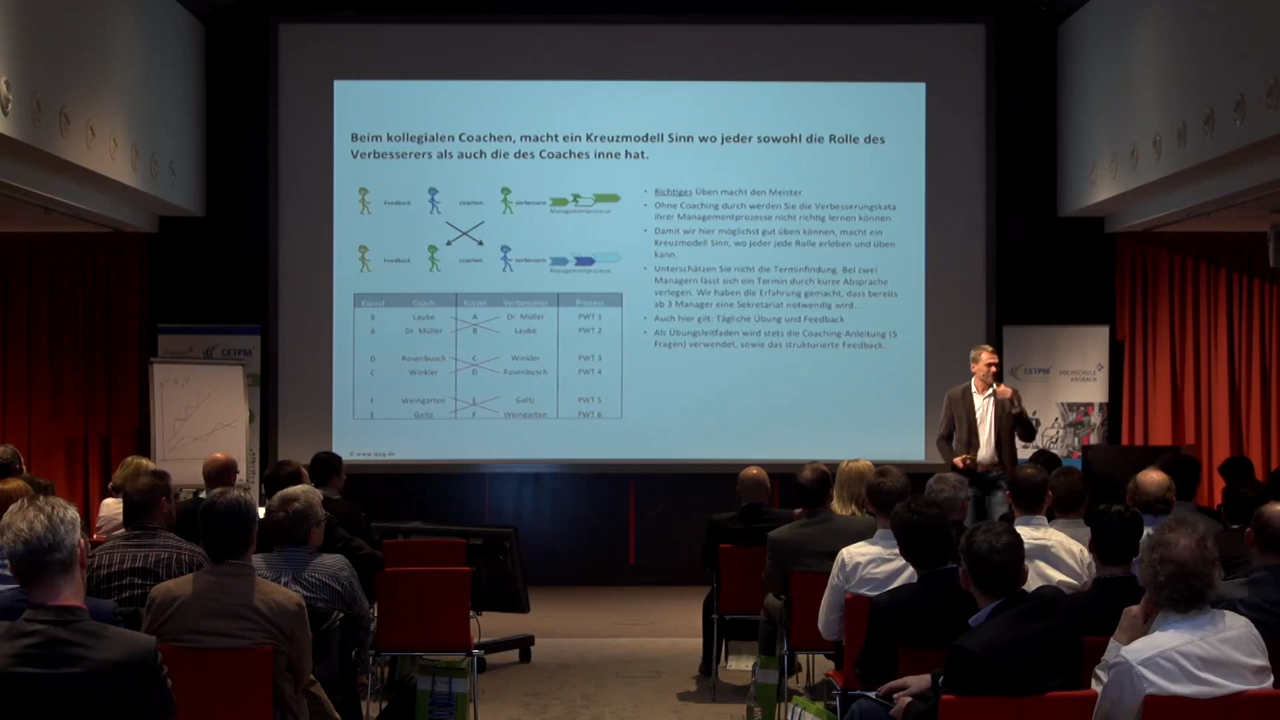 Beim kollegialen Coachen, macht ein Kreuzmodell Sinn wo jeder sowohl die Rolle des
Verbesserers als auch die des Coaches inne hat.
Feedback coachen verbessern
Managementprozesse
Feedback coachen verbessern
Managementprozesse
Kürzel Coach Kürzel Verbesserer Prozess
B Laube A Dr. Müller PWT 1
A Dr. Müller B Laube PWT 2
D Rosenbusch C Winkler PWT 3
C Winkler D Rosenbusch PWT 4
F Weingarten E Goltz PWT 5
E Goltz F Weingarten PWT 6
• Richtiges Üben macht den Meister
• Ohne Coaching durch werden Sie die Verbesserungskata
ihrer Managementprozesse nicht richtig lernen können.
• Damit wir hier möglichst gut üben können, macht ein
Kreuzmodell Sinn, wo jeder jede Rolle erleben und üben
kann.
• Unterschätzen Sie nicht die Terminfindung. Bei zwei
Managern lässt sich ein Termin durch kurze Absprache
verlegen. Wir haben die Erfahrung gemacht, dass bereits
ab 3 Manager eine Sekretariat notwendig wird...
• Auch hier gilt: Tägliche Übung und Feedback
• Als Übungsleitfaden wird stets die Coaching-Anleitung (5
Fragen) verwendet, sowie das strukturierte Feedback.
CETPM
CETPM
HOCHSCHULE
ANSBACH